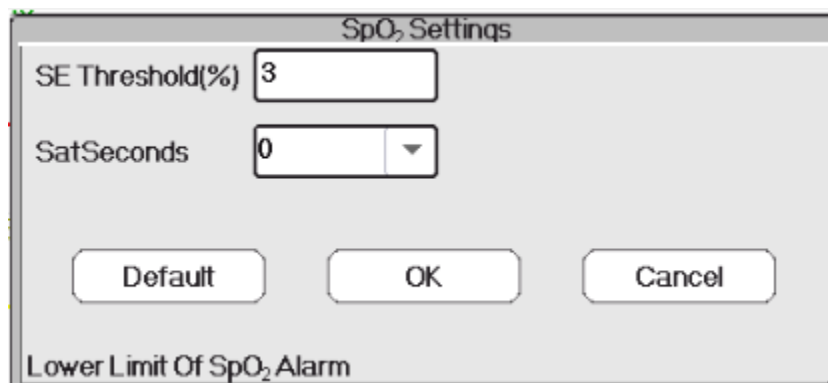 SpO₂ Settings
SE Threshold(%) 3
SatSeconds 0
Default OK Cancel
Lower Limit Of SpO₂ Alarm